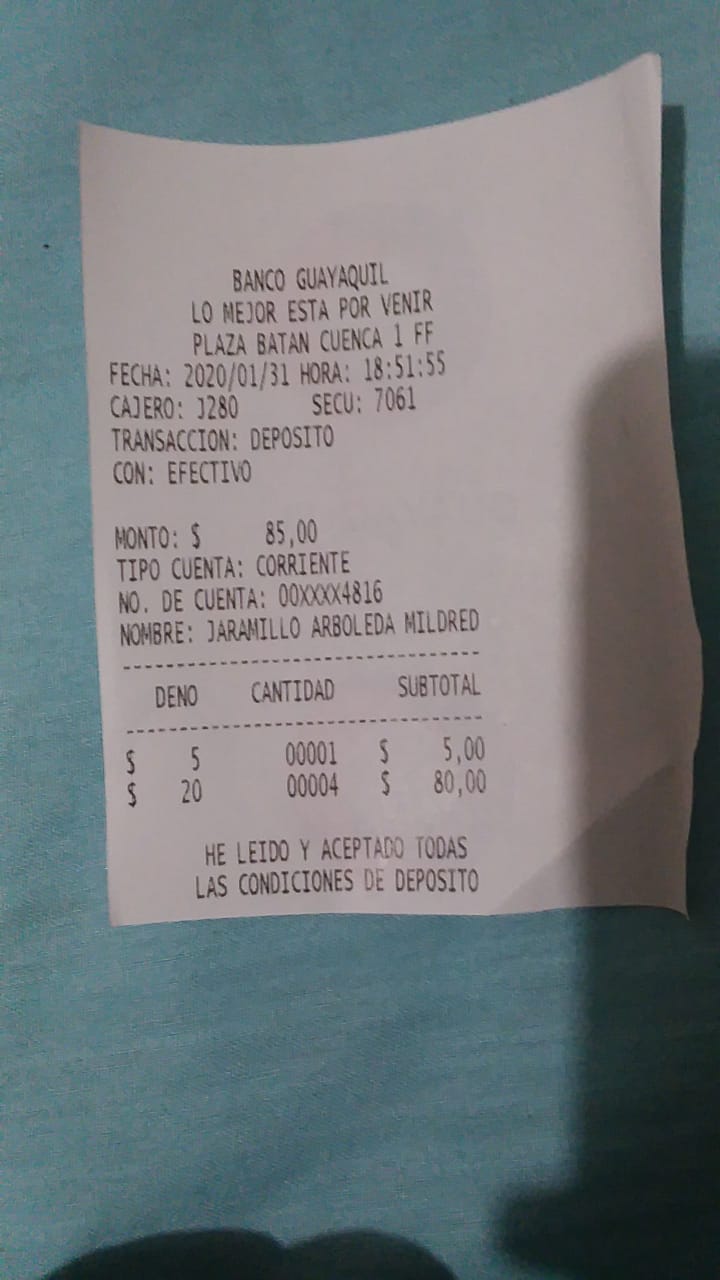 BANCO GUAYAQUIL
LO MEJOR ESTA POR VENIR
PLAZA BATAN CUENCA 1 FF
FECHA: 2020/01/31 HORA: 18:51:55
CAJERO: J280 SECU: 7061
TRANSACCION: DEPOSITO
CON: EFECTIVO
MONTO: $ 85,00
TIPO CUENTA: CORRIENTE
NO. DE CUENTA: 00XXXX4816
NOMBRE: JARAMILLO ARBOLEDA MILDRED
--------------------------------
DENO CANTIDAD SUBTOTAL
--------------------------------
$ 5 00001 $ 5,00
$ 20 00004 $ 80,00
HE LEIDO Y ACEPTADO TODAS
LAS CONDICIONES DE DEPOSITO